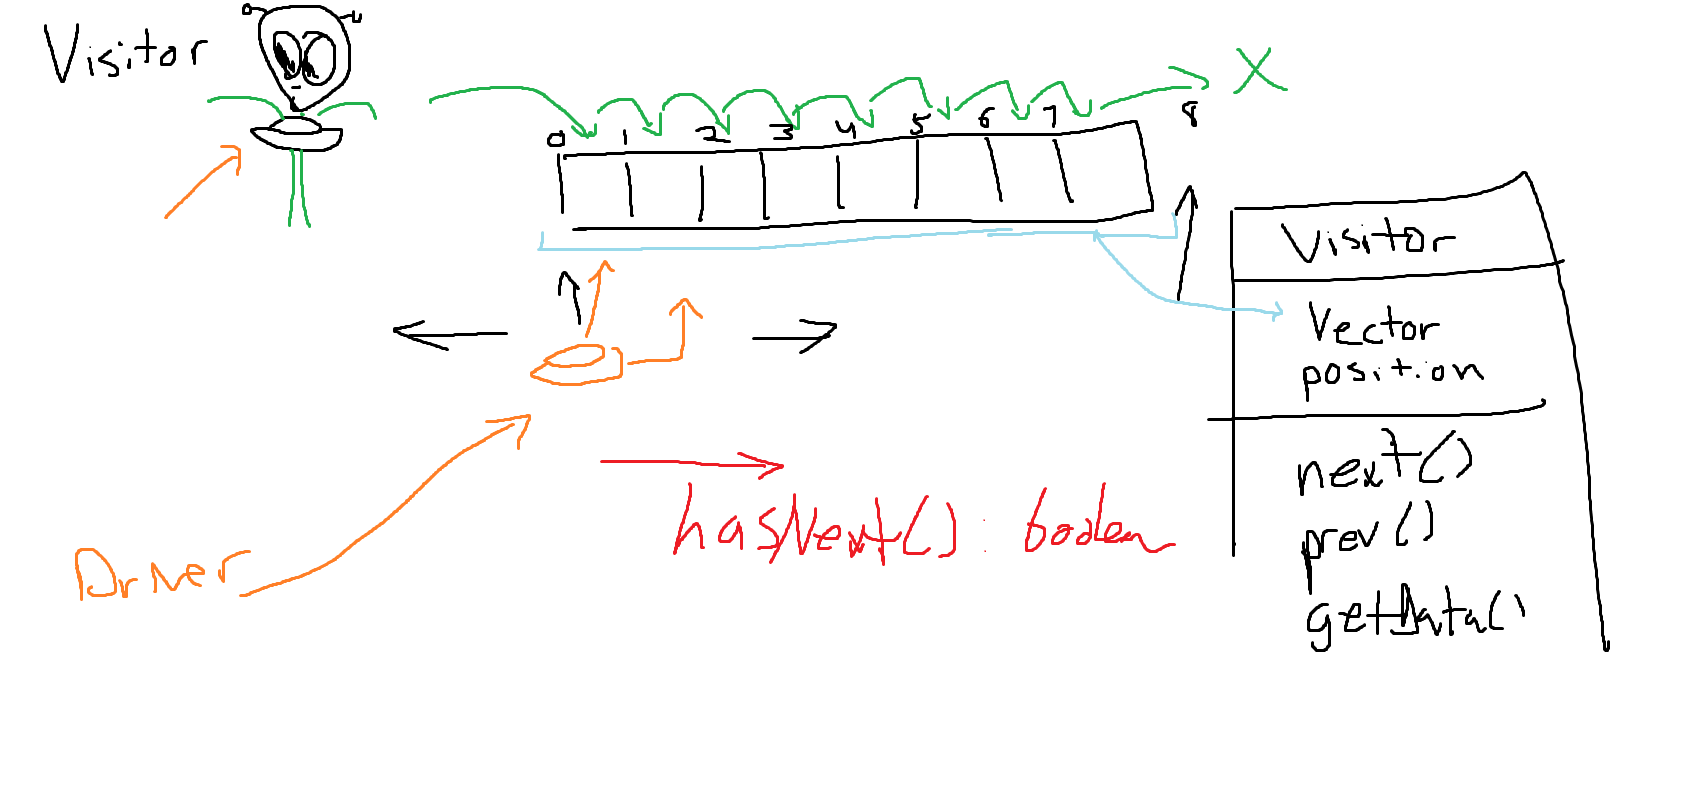 Visitor
X
0 1 2 3 4 5 6 7 8
Visitor
Vector
position
next()
prev()
getData()
hasNext() : boolean
Driver